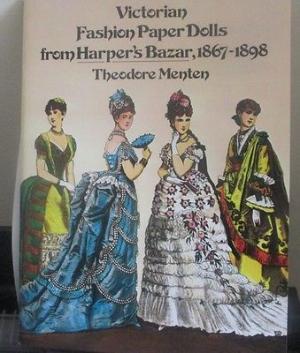 Victorian
Fashion Paper Dolls
from Harper's Bazar, 1867-1898
Theodore Menten